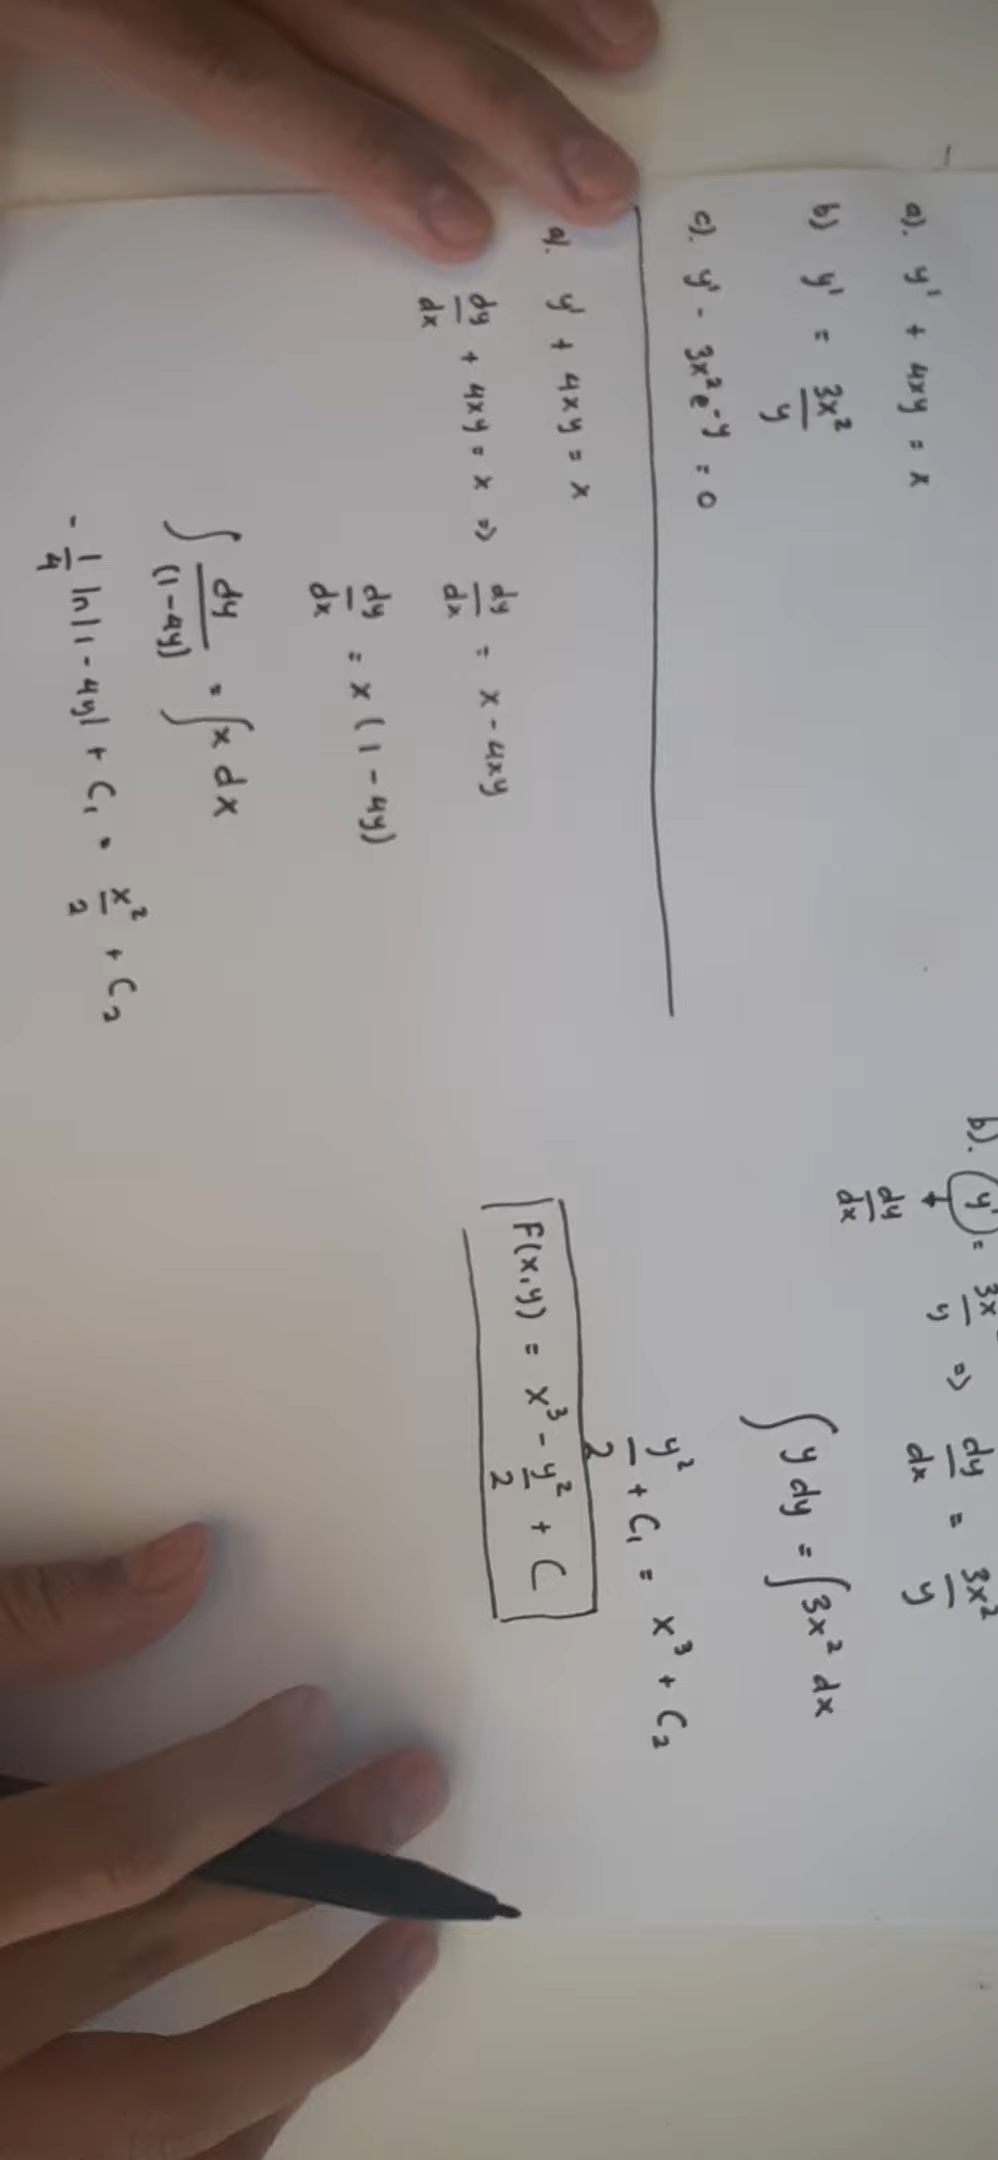 a). y' + 4xy = x
b) y' = 3x²/y
c). y' - 3x²e^-y = 0
a). y' + 4xy = x
dy/dx + 4xy = x => dy/dx = x - 4xy
dy/dx = x (1 - 4y)
∫ dy/(1-4y) = ∫ x dx
- 1/4 ln|1 - 4y| + C₁ = x²/2 + C₂
b). y' = 3x/y => dy/dx = 3x²/y
dy/dx
∫ y dy = ∫ 3x² dx
y²/2 + C₁ = x³ + C₂
F(x,y) = x³ - y²/2 + C